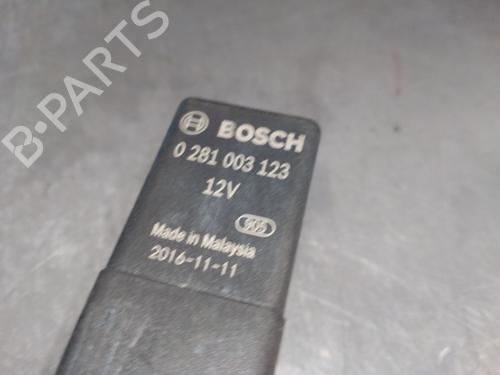 B-PARTS
BOSCH
0 281 003 123
12V
Made in Malaysia
2016-11-11